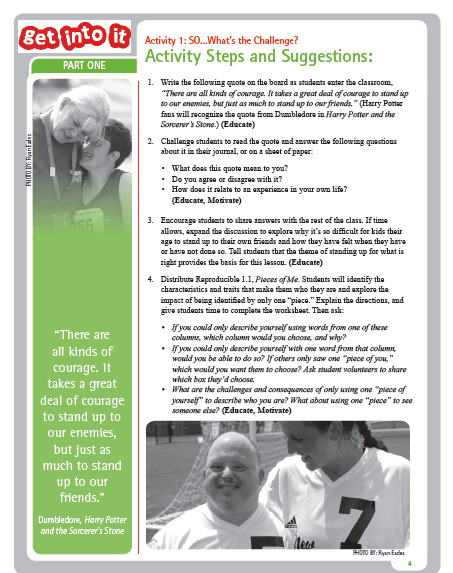 get into it
PART ONE
PHOTO BY: Ryan Eades
266
"There are
all kinds of
courage. It
takes a great
deal of courage
to stand up to
our enemies,
but just as
much to stand
up to our
friends."
Dumbledore, Harry Potter
and the Sorcerer's Stone
Activity 1: SO...What's the Challenge?
Activity Steps and Suggestions:
1. Write the following quote on the board as students enter the classroom,
"There are all kinds of courage. It takes a great deal of courage to stand up
to our enemies, but just as much to stand up to our friends." (Harry Potter
fans will recognize the quote from Dumbledore in Harry Potter and the
Sorcerer's Stone.) (Educate)
2. Challenge students to read the quote and answer the following questions
about it in their journal, or on a sheet of paper:
• What does this quote mean to you?
• Do you agree or disagree with it?
• How does it relate to an experience in your own life?
(Educate, Motivate)
3. Encourage students to share answers with the rest of the class. If time
allows, expand the discussion to explore why it's so difficult for kids their
age to stand up to their own friends and how they have felt when they have
or have not done so. Tell students that the theme of standing up for what is
right provides the basis for this lesson. (Educate)
4. Distribute Reproducible 1.1, Pieces of Me. Students will identify the
characteristics and traits that make them who they are and explore the
impact of being identified by only one "piece." Explain the directions, and
give students time to complete the worksheet. Then ask:
• If you could only describe yourself using words from one of these
columns, which column would you choose, and why?
• If you could only describe yourself with one word from that column,
would you be able to do so? If others only saw one "piece of you,"
which would you want them to choose? Ask student volunteers to share
which box they'd choose.
• What are the challenges and consequences of only using one "piece of
yourself" to describe who you are? What about using one "piece" to see
someone else? (Educate, Motivate)
adidas
7
PHOTO BY: Ryan Eades
4